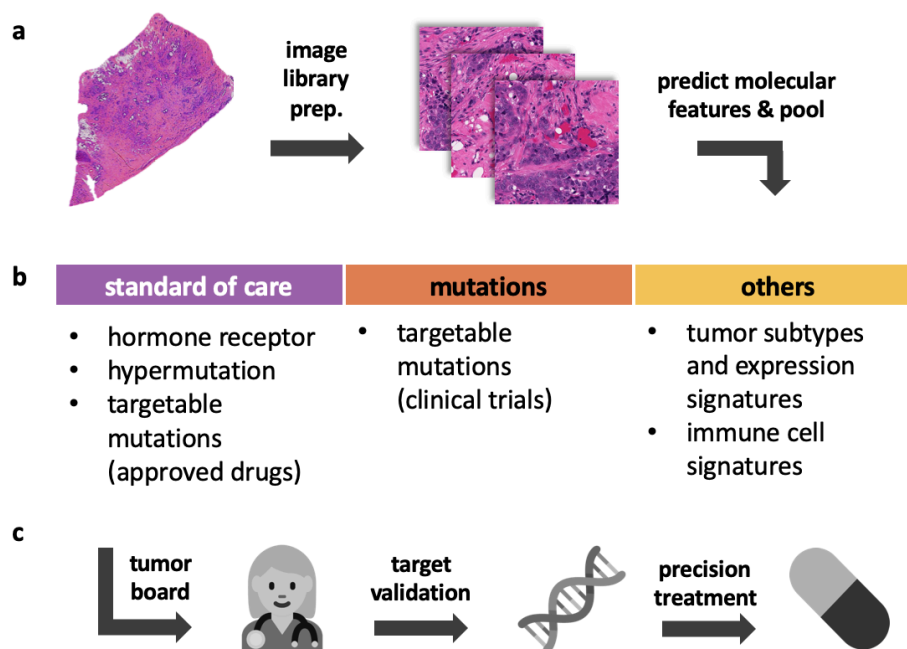 a
image
library
prep.
predict molecular
features & pool
b
standard of care
mutations
others
• hormone receptor
• hypermutation
• targetable
mutations
(approved drugs)
• targetable
mutations
(clinical trials)
• tumor subtypes
and expression
signatures
• immune cell
signatures
c
tumor
board
target
validation
precision
treatment